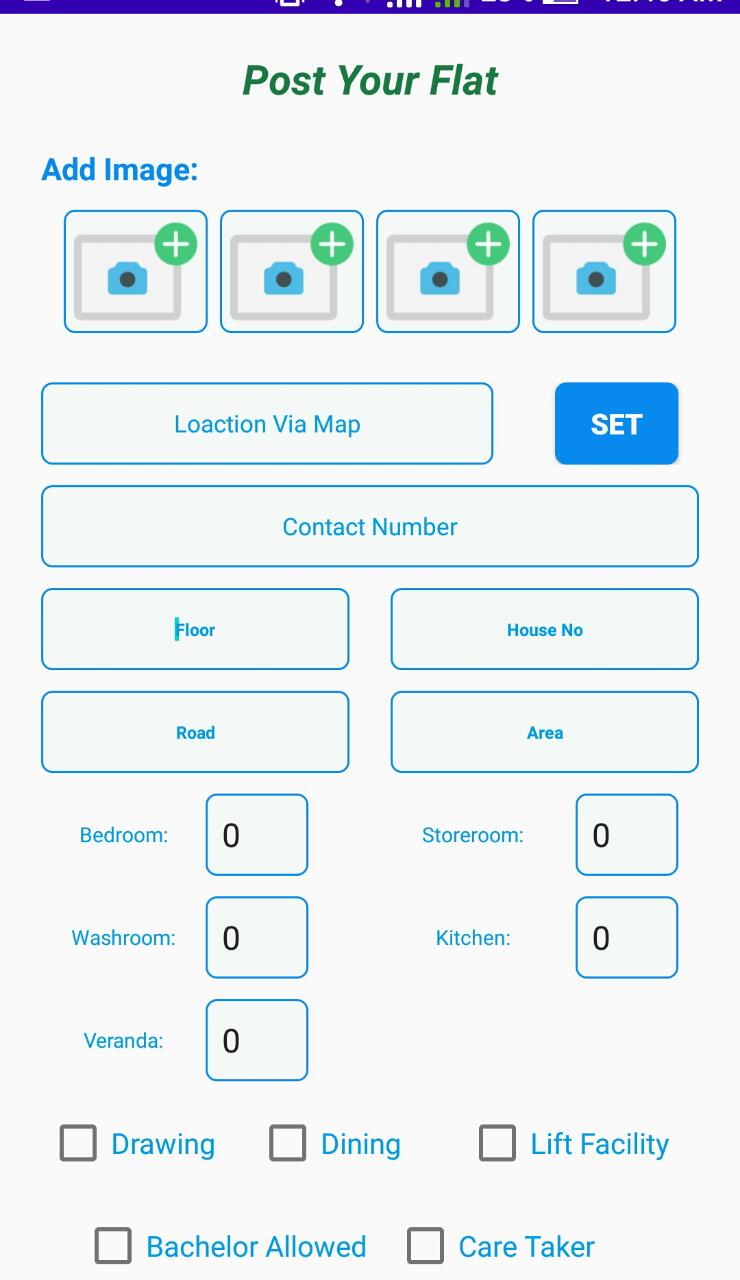 Post Your Flat
Add Image:
Loaction Via Map
SET
Contact Number
Floor
House No
Road
Area
Bedroom:
0
Storeroom:
0
Washroom:
0
Kitchen:
0
Veranda:
0
Drawing
Dining
Lift Facility
Bachelor Allowed
Care Taker